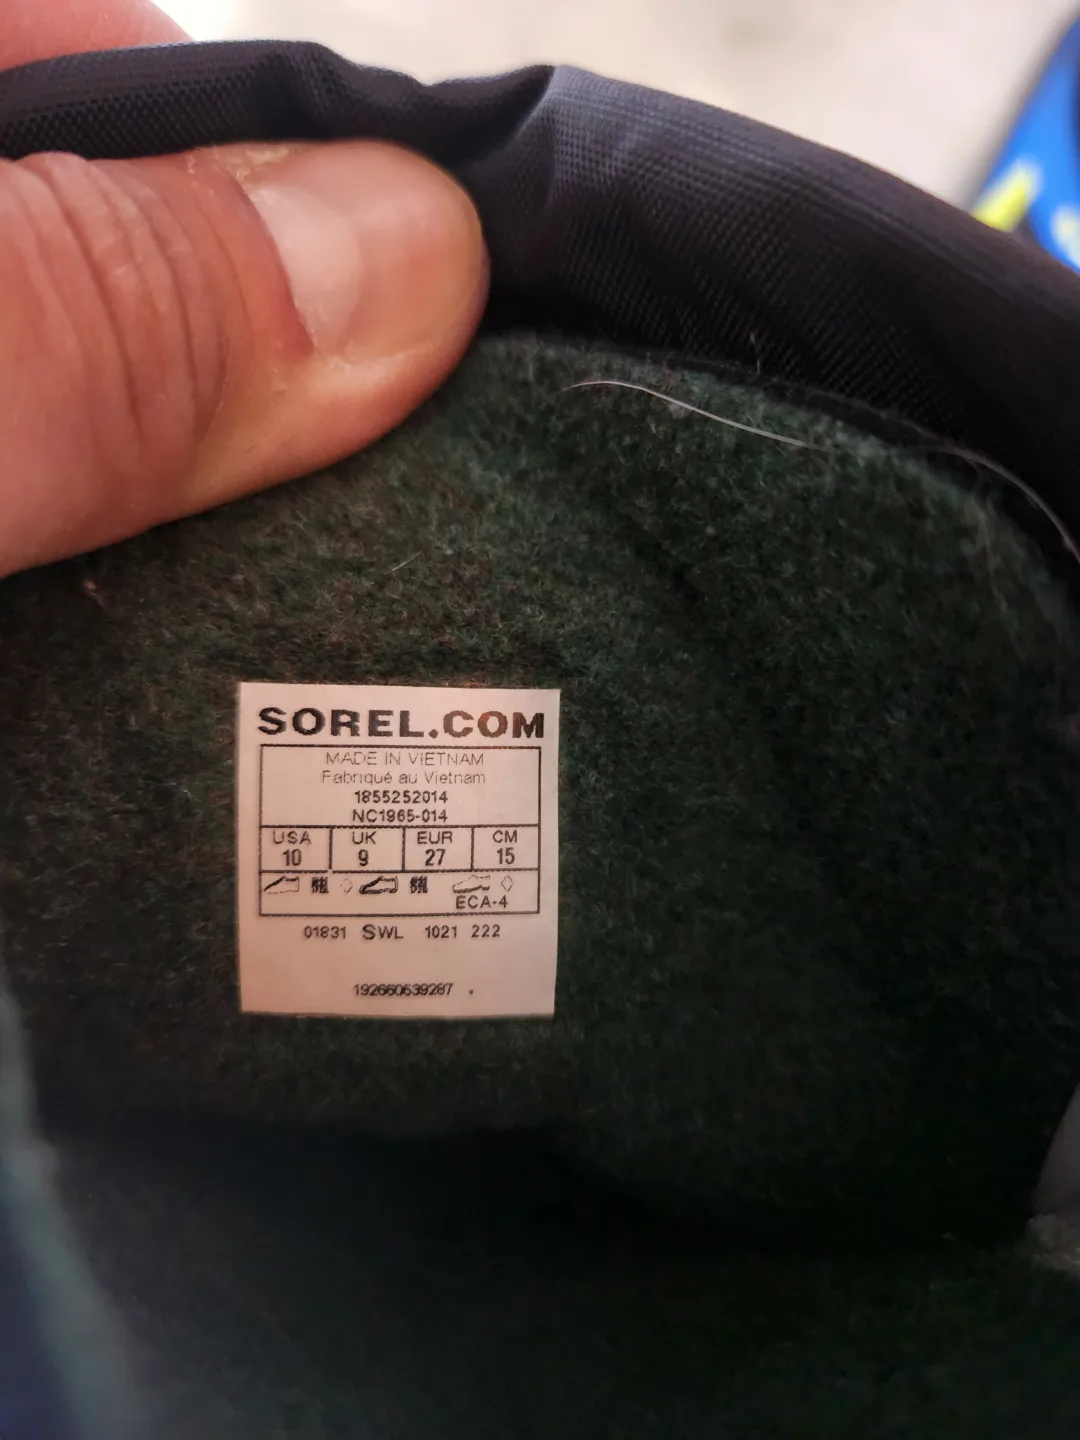 SOREL.COM
MADE IN VIETNAM
Fabriqué au Vietnam
1855252014
NC1965-014
USA UK EUR CM
10 9 27 15
ECA-4
01831 SWL 1021 222
192660639287